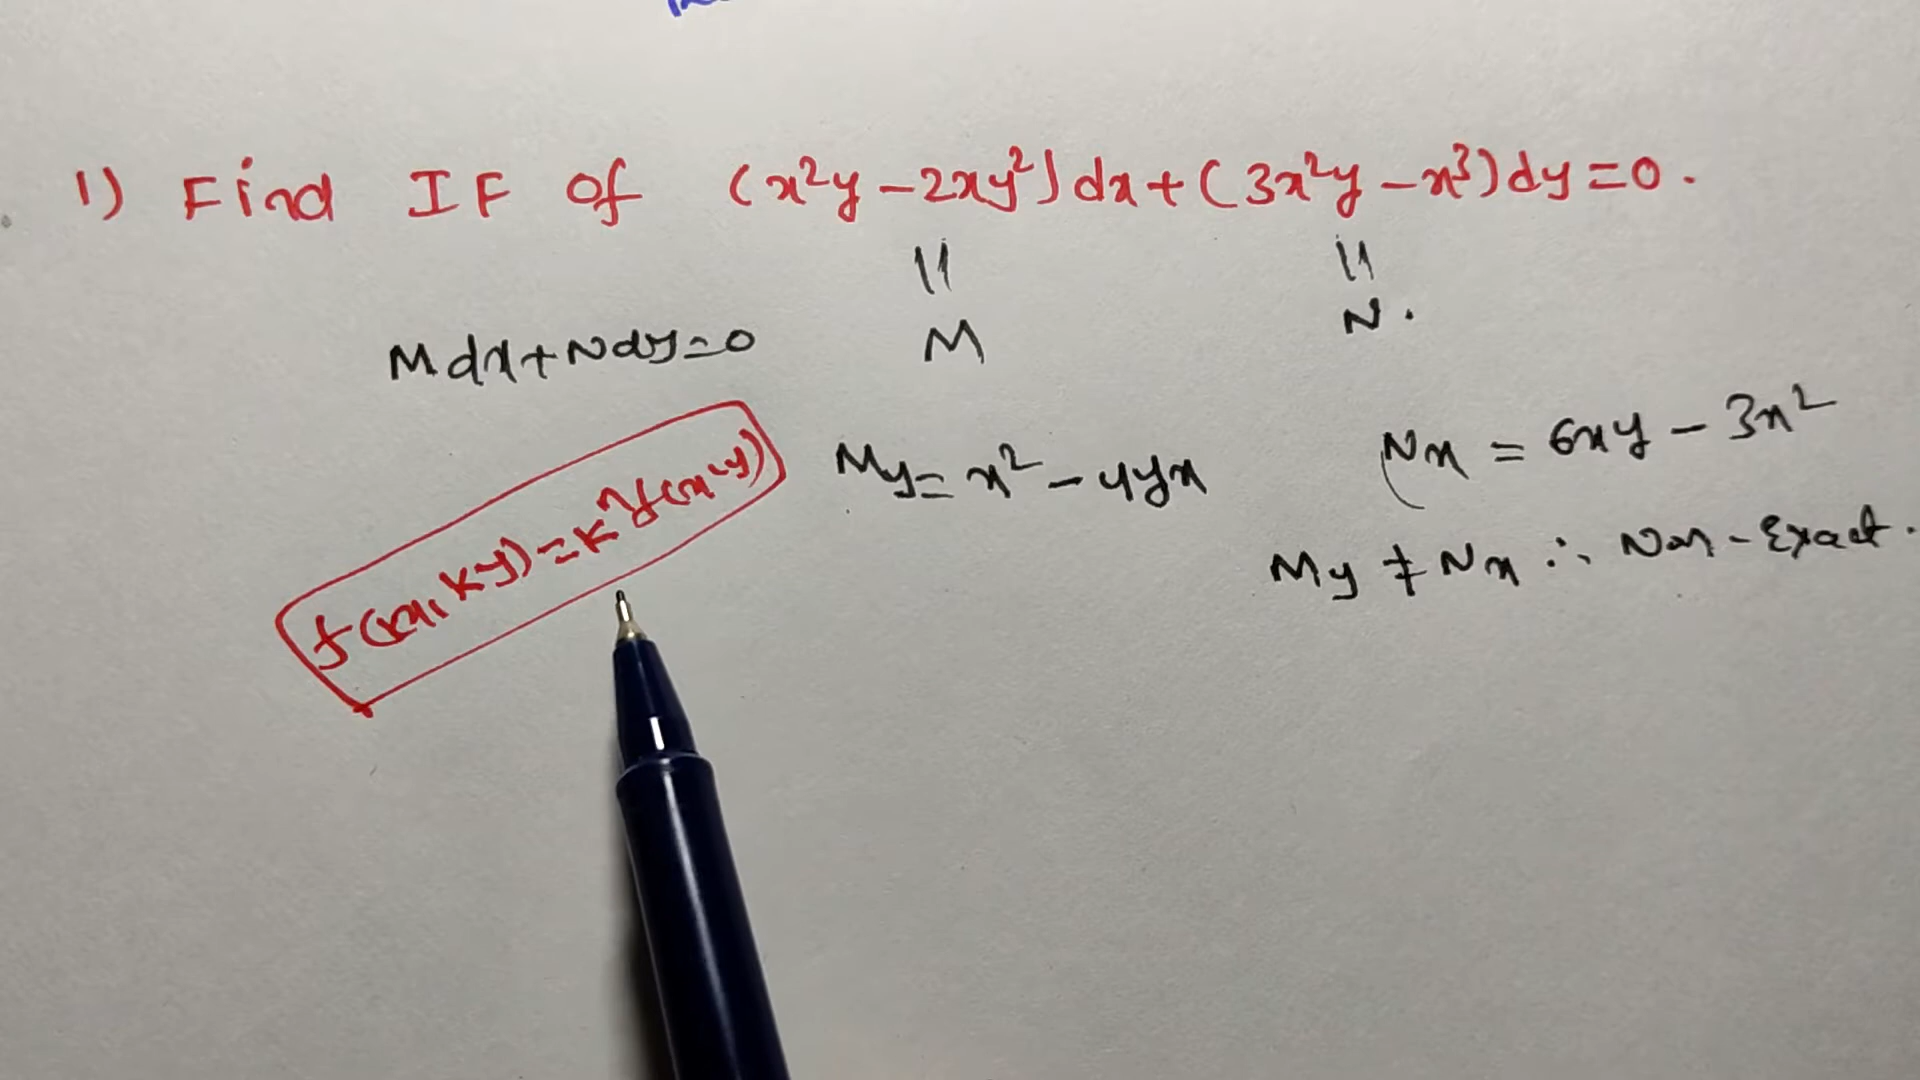 1) Find IF of (x²y - 2xy²)dx + (3x²y - x³)dy = 0.
||
||
M
N.
Mdx + Ndy = 0
My = x² - 4yx
Nx = 6xy - 3x²
f(kx, ky) = kⁿf(x,y)
My ≠ Nx ∴ Non-Exact.